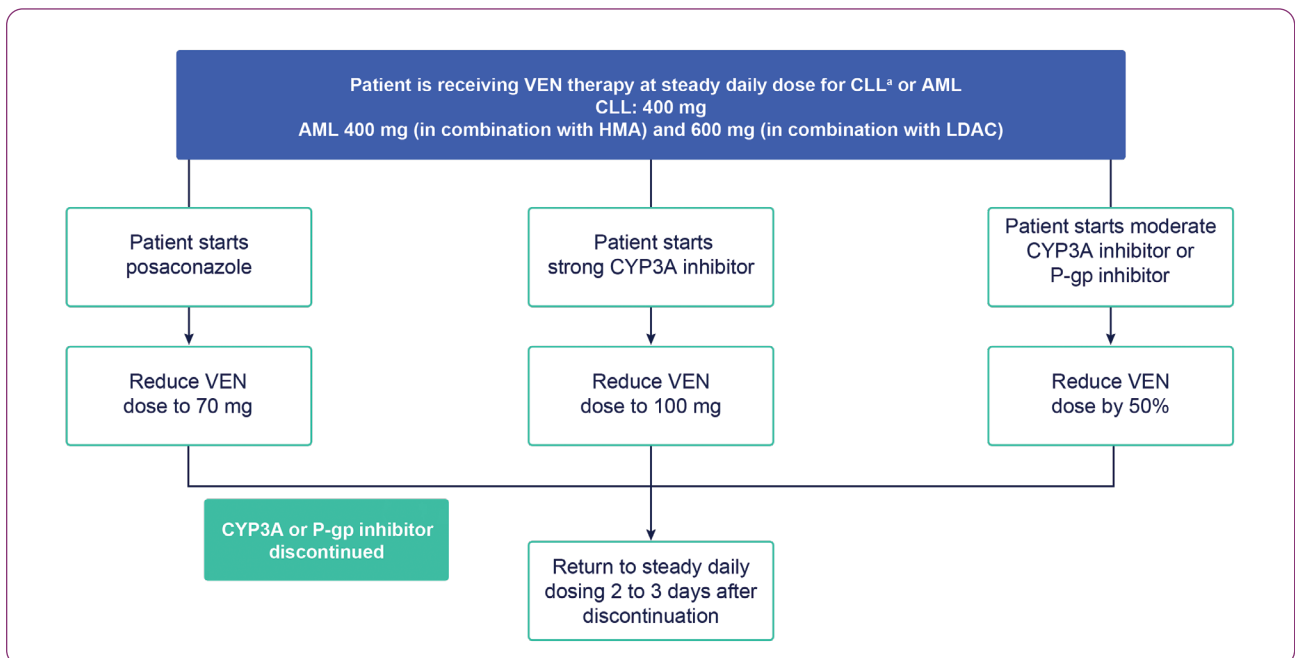 Patient is receiving VEN therapy at steady daily dose for CLLᵃ or AML
CLL: 400 mg
AML 400 mg (in combination with HMA) and 600 mg (in combination with LDAC)
Patient starts
posaconazole
Patient starts
strong CYP3A inhibitor
Patient starts moderate
CYP3A inhibitor or
P-gp inhibitor
Reduce VEN
dose to 70 mg
Reduce VEN
dose to 100 mg
Reduce VEN
dose by 50%
CYP3A or P-gp inhibitor
discontinued
Return to steady daily
dosing 2 to 3 days after
discontinuation